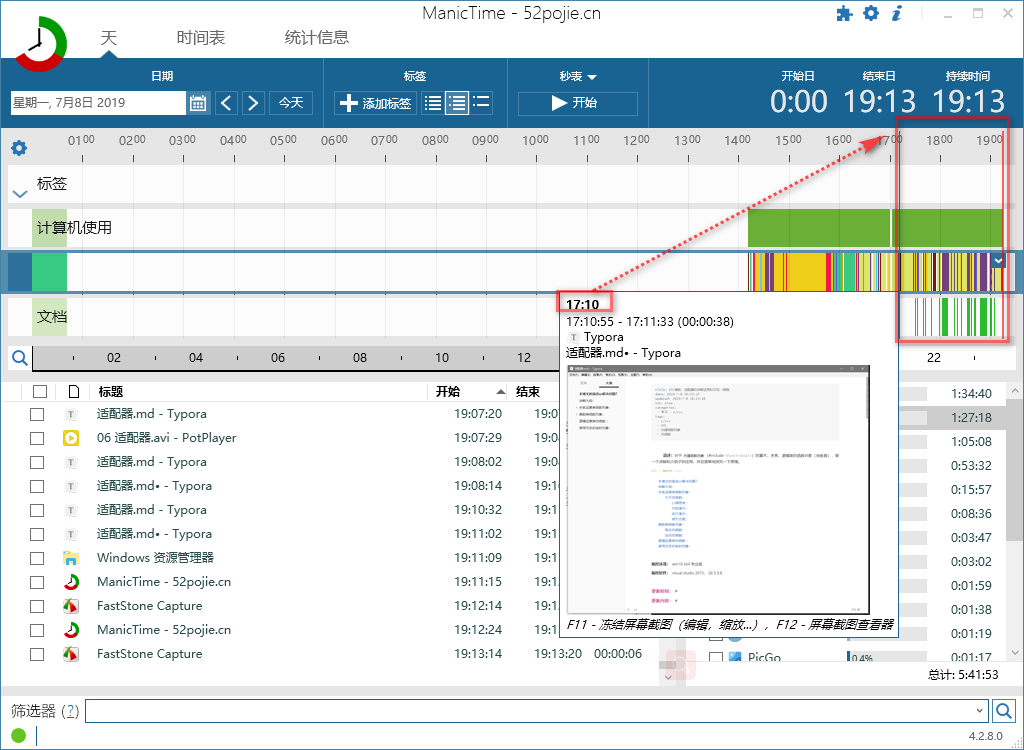 ManicTime - 52pojie.cn
天 时间表 统计信息
日期 标签 秒表 开始日 结束日 持续时间
星期一, 7月8日 2019 今天 添加标签 开始 0:00 19:13 19:13
0100 0200 0300 0400 0500 0600 0700 0800 0900 1000 1100 1200 1300 1400 1500 1600 1700 1800 1900
标签
计算机使用
文档
02 04 06 08 10 12 22
17:10
17:10:55 - 17:11:33 (00:00:38)
T Typora
适配器.md• - Typora
F11 - 冻结屏幕截图（编辑，缩放...），F12 - 屏幕截图查看器
标题 开始 结束
T 适配器.md - Typora 19:07:20 19:0
06 适配器.avi - PotPlayer 19:07:29 19:0
T 适配器.md - Typora 19:08:02 19:0
T 适配器.md• - Typora 19:08:14 19:1
T 适配器.md - Typora 19:10:32 19:1
T 适配器.md• - Typora 19:11:02 19:1
Windows 资源管理器 19:11:09 19:1
ManicTime - 52pojie.cn 19:11:15 19:1
FastStone Capture 19:12:14 19:1
ManicTime - 52pojie.cn 19:12:24 19:1
FastStone Capture 19:13:14 19:13:20 00:00:06
1:34:40
1:27:18
1:05:08
0:53:32
0:15:57
0:08:36
0:03:47
0:03:02
0:01:59
0:01:38
0:01:19
PicGo 0.4% 0:01:17
总计: 5:41:53
筛选器 (?)
4.2.8.0